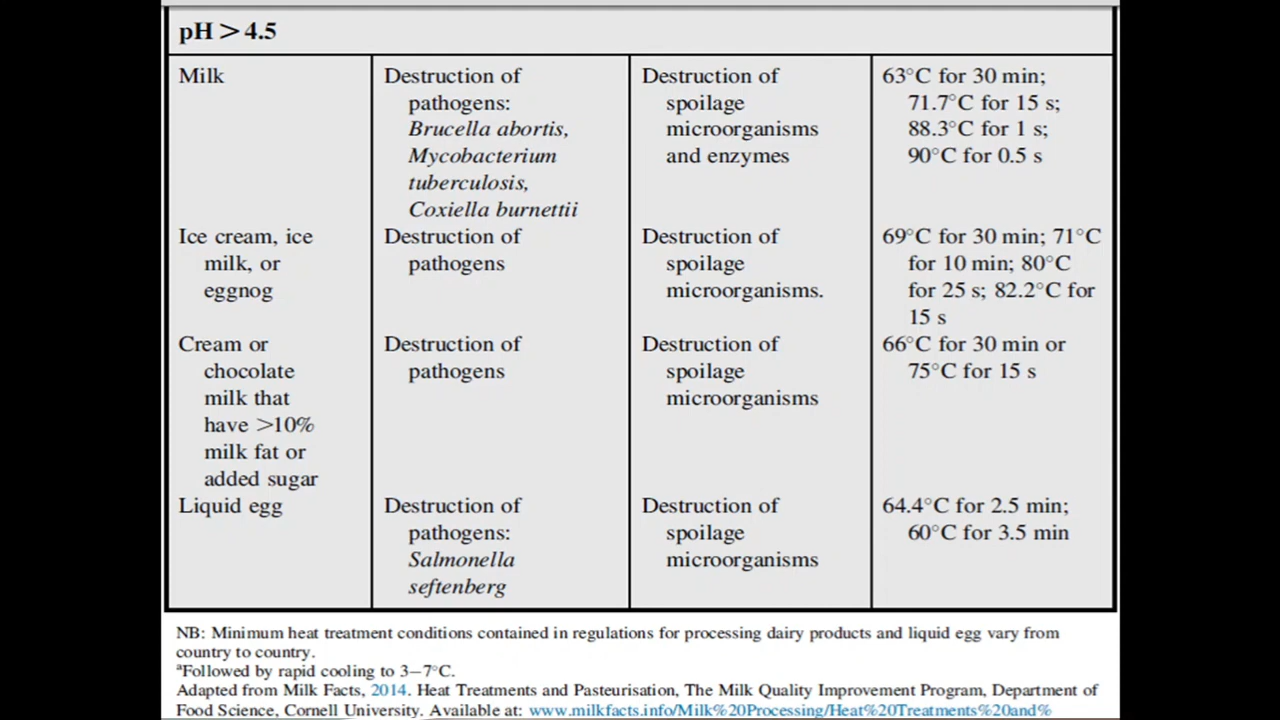 pH > 4.5
Milk
Destruction of
pathogens:
Brucella abortis,
Mycobacterium
tuberculosis,
Coxiella burnettii
Destruction of
spoilage
microorganisms
and enzymes
63°C for 30 min;
71.7°C for 15 s;
88.3°C for 1 s;
90°C for 0.5 s
Ice cream, ice
milk, or
eggnog
Destruction of
pathogens
Destruction of
spoilage
microorganisms.
69°C for 30 min; 71°C
for 10 min; 80°C
for 25 s; 82.2°C for
15 s
Cream or
chocolate
milk that
have >10%
milk fat or
added sugar
Destruction of
pathogens
Destruction of
spoilage
microorganisms
66°C for 30 min or
75°C for 15 s
Liquid egg
Destruction of
pathogens:
Salmonella
seftenberg
Destruction of
spoilage
microorganisms
64.4°C for 2.5 min;
60°C for 3.5 min
NB: Minimum heat treatment conditions contained in regulations for processing dairy products and liquid egg vary from
country to country.
ᵃFollowed by rapid cooling to 3–7°C.
Adapted from Milk Facts, 2014. Heat Treatments and Pasteurisation, The Milk Quality Improvement Program, Department of
Food Science, Cornell University. Available at: www.milkfacts.info/Milk%20Processing/Heat%20Treatments%20and%